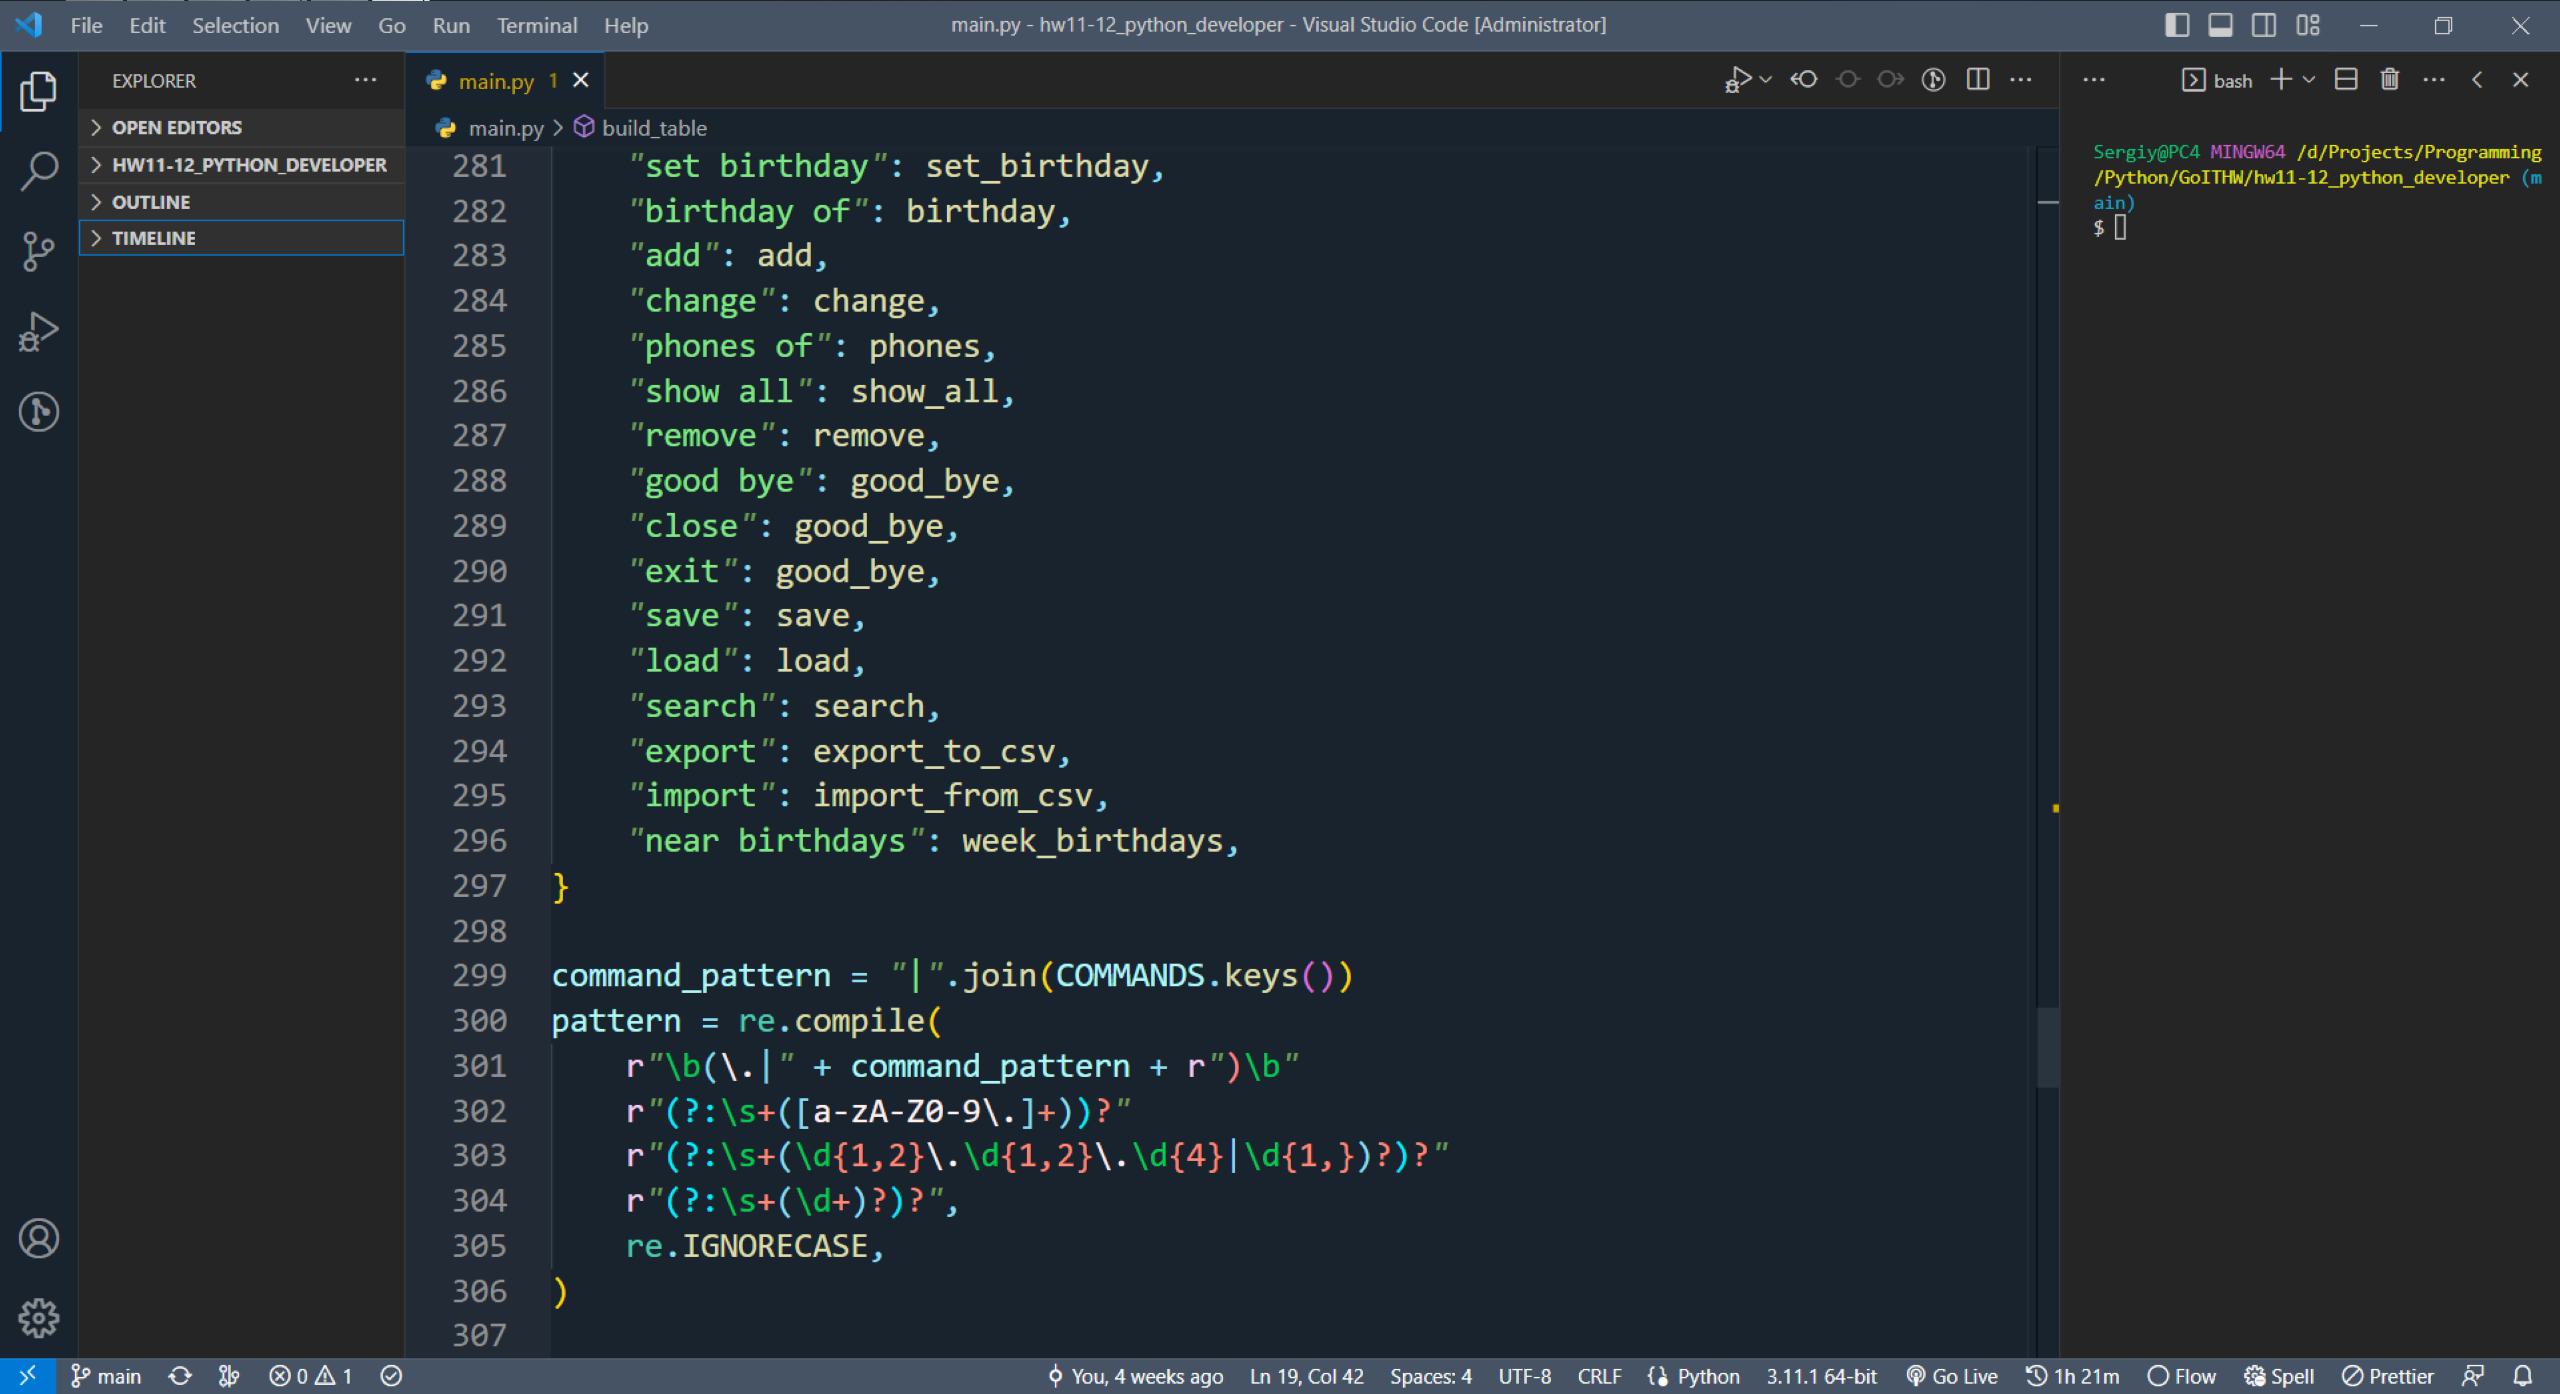 File Edit Selection View Go Run Terminal Help
main.py - hw11-12_python_developer - Visual Studio Code [Administrator]
EXPLORER
OPEN EDITORS
HW11-12_PYTHON_DEVELOPER
OUTLINE
TIMELINE
main.py 1
main.py > build_table
281 "set birthday": set_birthday,
282 "birthday of": birthday,
283 "add": add,
284 "change": change,
285 "phones of": phones,
286 "show all": show_all,
287 "remove": remove,
288 "good bye": good_bye,
289 "close": good_bye,
290 "exit": good_bye,
291 "save": save,
292 "load": load,
293 "search": search,
294 "export": export_to_csv,
295 "import": import_from_csv,
296 "near birthdays": week_birthdays,
297 }
298
299 command_pattern = "|".join(COMMANDS.keys())
300 pattern = re.compile(
301 r"\b(\.|" + command_pattern + r")\b"
302 r"(?:\s+([a-zA-Z0-9\.]+))?"
303 r"(?:\s+(\d{1,2}\.\d{1,2}\.\d{4}|\d{1,})?)?"
304 r"(?:\s+(\d+)?)?",
305 re.IGNORECASE,
306 )
307
bash
Sergiy@PC4 MINGW64 /d/Projects/Programming
/Python/GoITHW/hw11-12_python_developer (m
ain)
$
main 0 1 You, 4 weeks ago Ln 19, Col 42 Spaces: 4 UTF-8 CRLF Python 3.11.1 64-bit Go Live 1h 21m Flow Spell Prettier